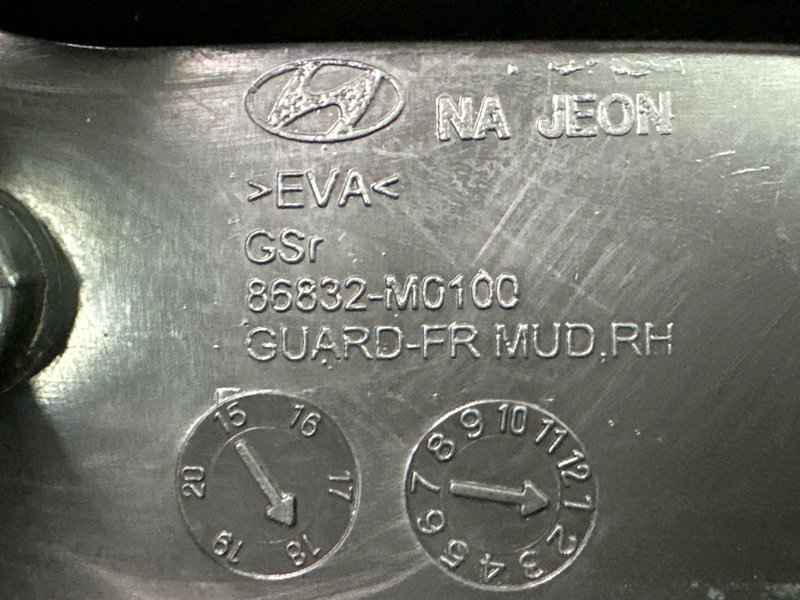 NA JEON
>EVA<
GSr
86832-M0100
GUARD-FR MUD,RH
15 16 17 18 19 20
1 2 3 4 5 6 7 8 9 10 11 12